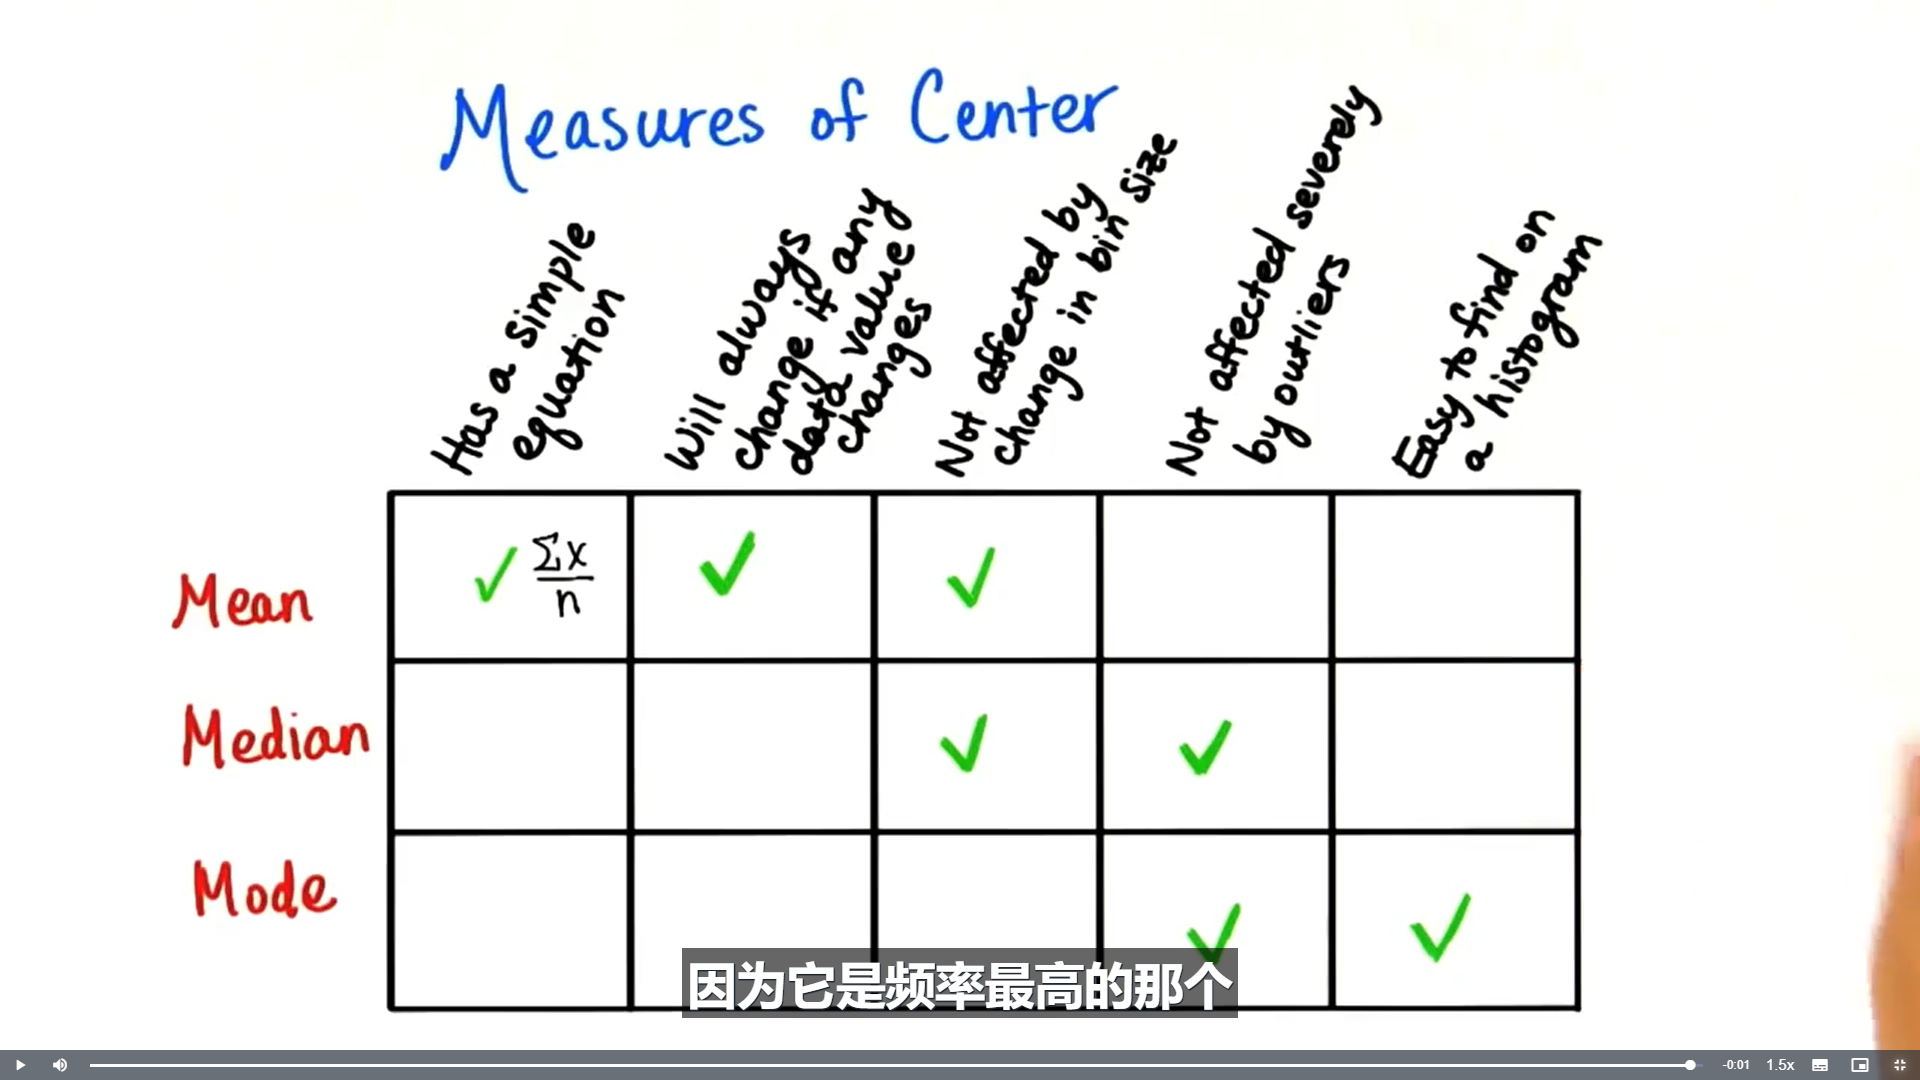 Measures of Center
Has a simple
equation
Will always
change if any
data value
changes
Not affected by
change in bin size
Not affected severely
by outliers
Easy to find on
a histogram
Mean
✓ Σx
n
✓
✓
Median
✓
✓
Mode
✓
✓
因为它是频率最高的那个
-0:01
1.5x